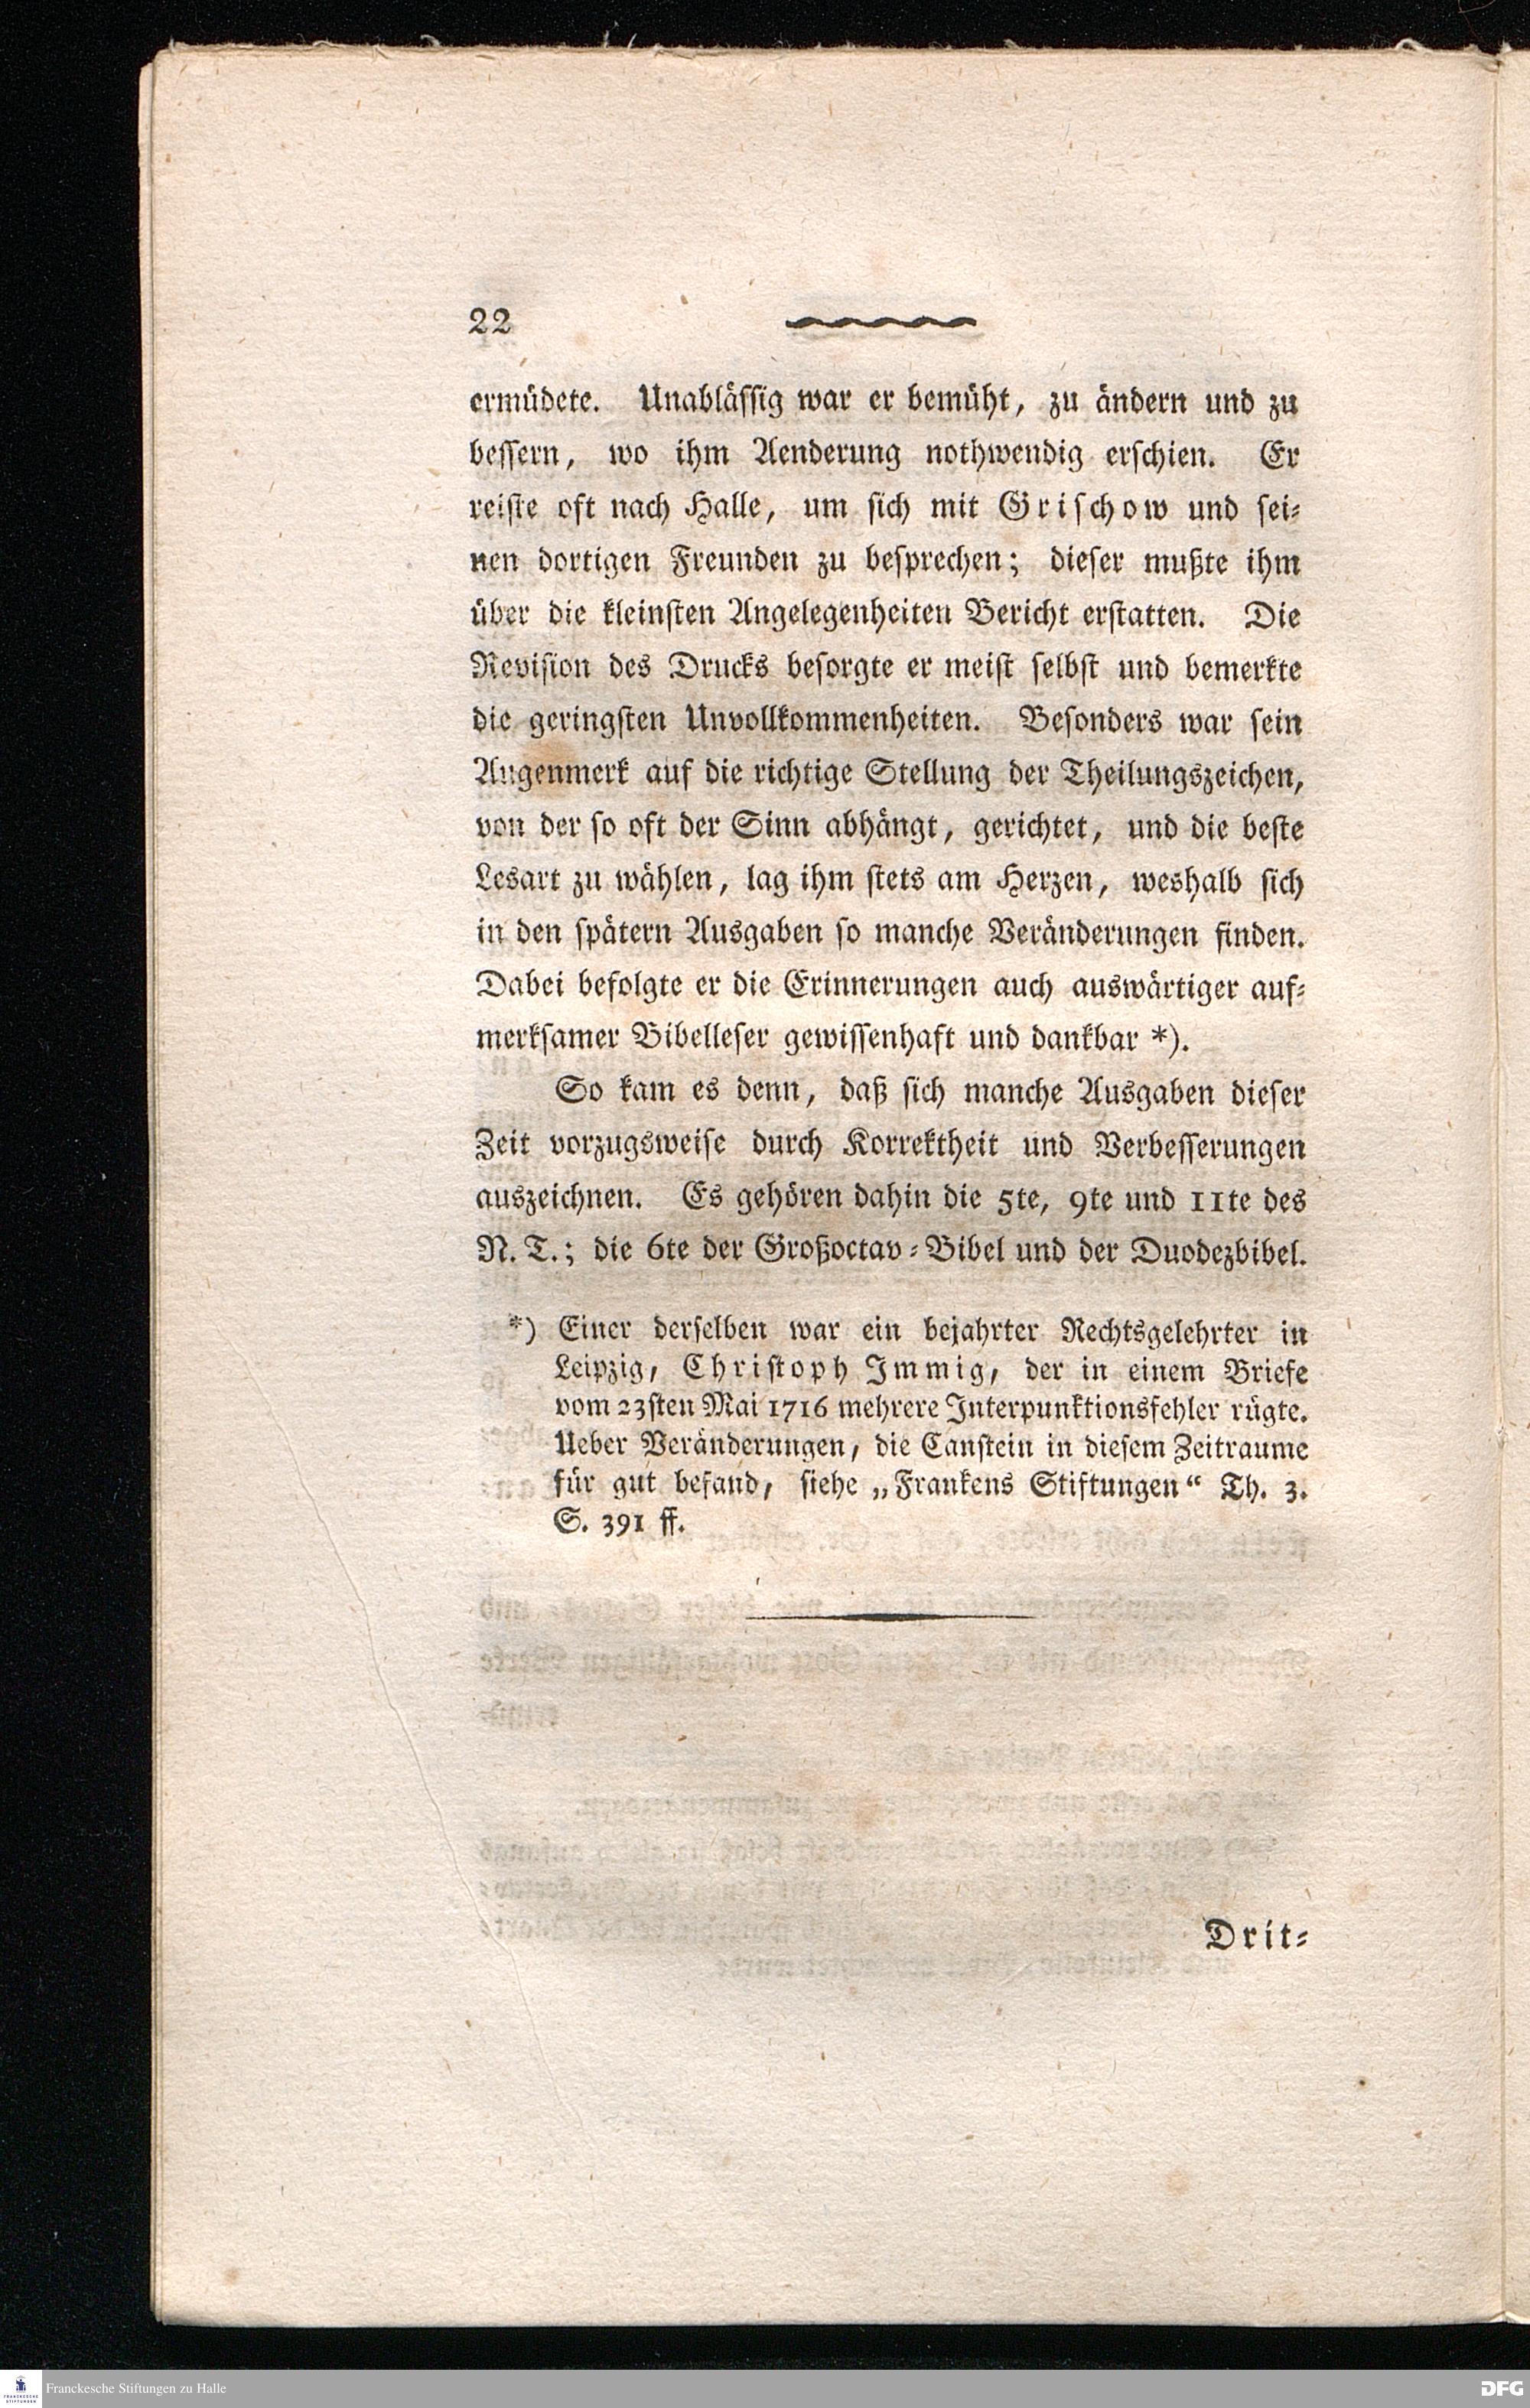 22
ermüdete. Unablässig war er bemüht, zu ändern und zu
bessern, wo ihm Aenderung nothwendig erschien. Er
reiste oft nach Halle, um sich mit Grischow und sei-
nen dortigen Freunden zu besprechen; dieser mußte ihm
über die kleinsten Angelegenheiten Bericht erstatten. Die
Revision des Drucks besorgte er meist selbst und bemerkte
die geringsten Unvollkommenheiten. Besonders war sein
Augenmerk auf die richtige Stellung der Theilungszeichen,
von der so oft der Sinn abhängt, gerichtet, und die beste
Lesart zu wählen, lag ihm stets am Herzen, weshalb sich
in den spätern Ausgaben so manche Veränderungen finden.
Dabei befolgte er die Erinnerungen auch auswärtiger auf-
merksamer Bibelleser gewissenhaft und dankbar *).
So kam es denn, daß sich manche Ausgaben dieser
Zeit vorzugsweise durch Korrektheit und Verbesserungen
auszeichnen. Es gehören dahin die 5te, 9te und 11te des
N. T.; die 6te der Großoctav-Bibel und der Duodezbibel.
*) Einer derselben war ein bejahrter Rechtsgelehrter in
Leipzig, Christoph Immig, der in einem Briefe
vom 23sten Mai 1716 mehrere Interpunktionsfehler rügte.
Ueber Veränderungen, die Canstein in diesem Zeitraume
für gut befand, siehe „Frankens Stiftungen“ Th. 3.
S. 391 ff.
Drit-
Franckesche Stiftungen zu Halle
DFG